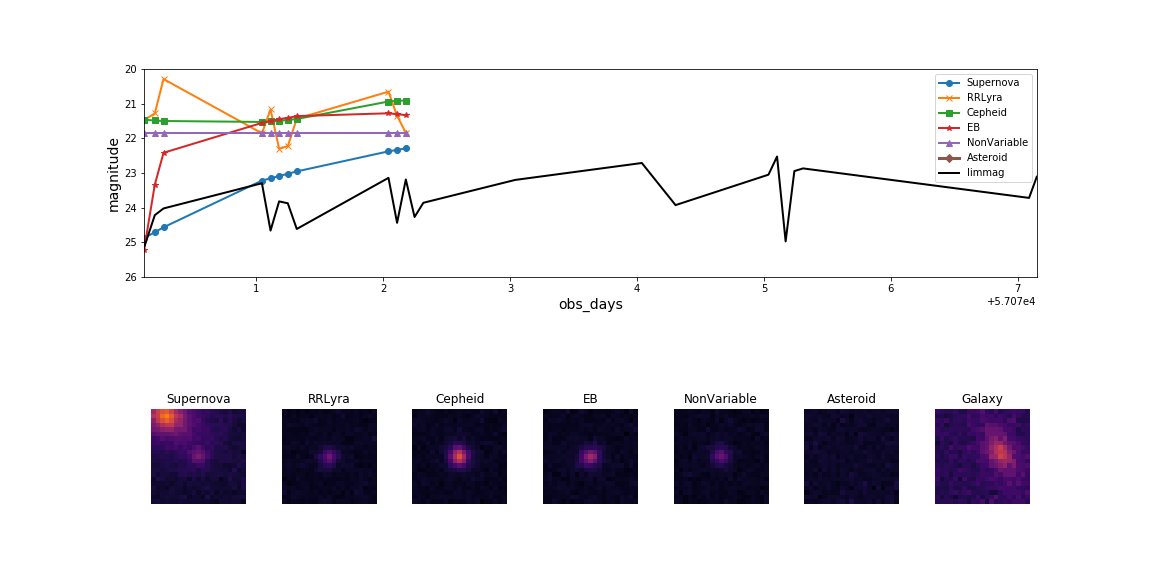 20
21
22
23
24
25
26
magnitude
1
2
3
4
5
6
7
obs_days
+5.707e4
Supernova
RRLyra
Cepheid
EB
NonVariable
Asteroid
limmag
Supernova
RRLyra
Cepheid
EB
NonVariable
Asteroid
Galaxy